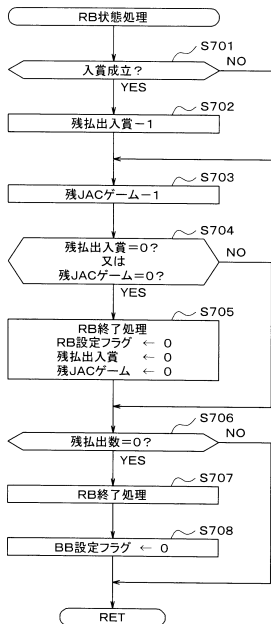 RB状態処理
S701
入賞成立?
NO
YES
S702
残払出入賞-1
S703
残JACゲーム-1
S704
残払出入賞=0?
又は
残JACゲーム=0?
NO
YES
S705
RB終了処理
RB設定フラグ ← 0
残払出入賞 ← 0
残JACゲーム ← 0
S706
残払出数=0?
NO
YES
S707
RB終了処理
S708
BB設定フラグ ← 0
RET